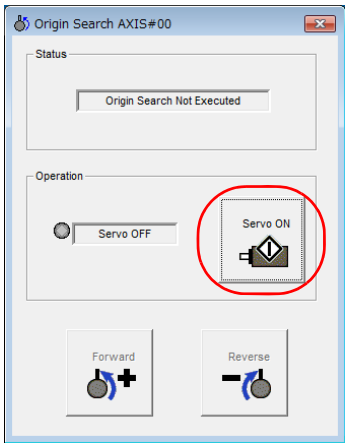 Origin Search AXIS#00
Status
Origin Search Not Executed
Operation
Servo OFF
Servo ON
Forward
Reverse